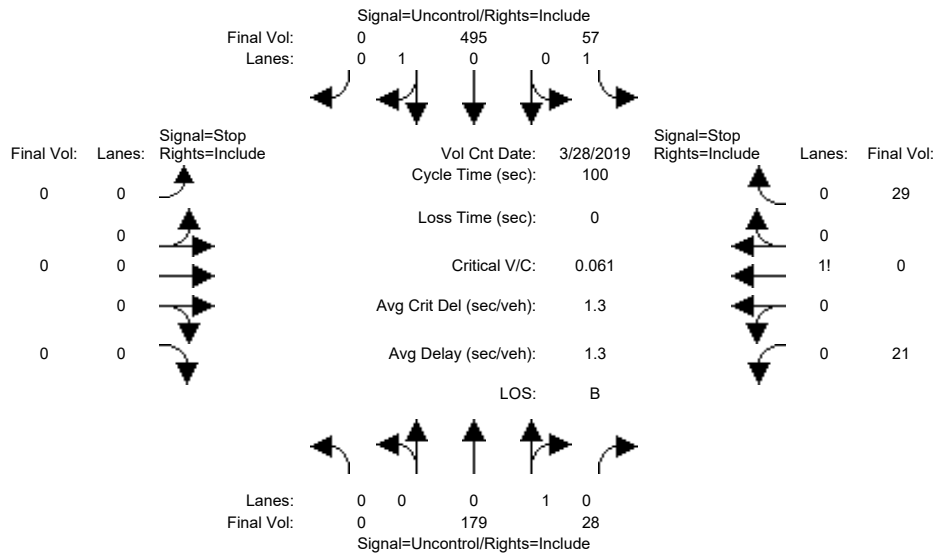 Signal=Uncontrol/Rights=Include
Final Vol: 0 495 57
Lanes: 0 1 0 0 1
Signal=Stop
Final Vol: Lanes: Rights=Include
Vol Cnt Date: 3/28/2019
Signal=Stop
Rights=Include Lanes: Final Vol:
Cycle Time (sec): 100
0 0
0 29
Loss Time (sec): 0
0
0
0 0
Critical V/C: 0.061
1! 0
0
Avg Crit Del (sec/veh): 1.3
0
0 0
Avg Delay (sec/veh): 1.3
0 21
LOS: B
Lanes: 0 0 0 1 0
Final Vol: 0 179 28
Signal=Uncontrol/Rights=Include